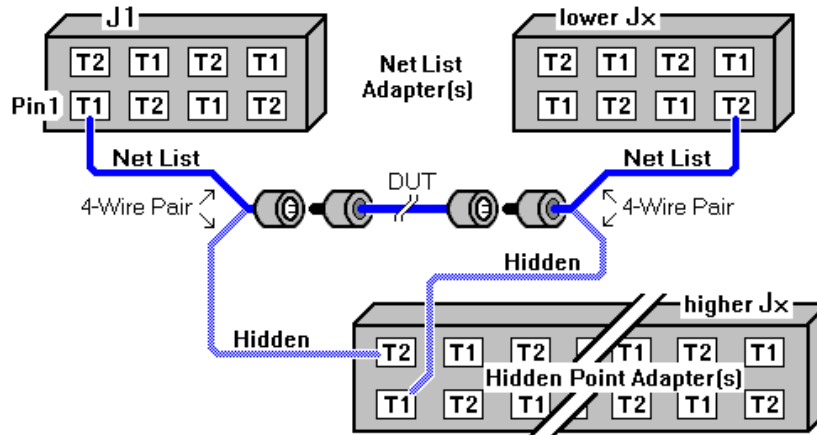 J1
lower Jx
T2 T1 T2 T1
Net List
Adapter(s)
T2 T1 T2 T1
Pin1
T1 T2 T1 T2
T1 T2 T1 T2
Net List
Net List
DUT
4-Wire Pair
4-Wire Pair
Hidden
higher Jx
Hidden
T2 T1 T2 T1 T2 T1
Hidden Point Adapter(s)
T1 T2 T1 T2 T1 T2